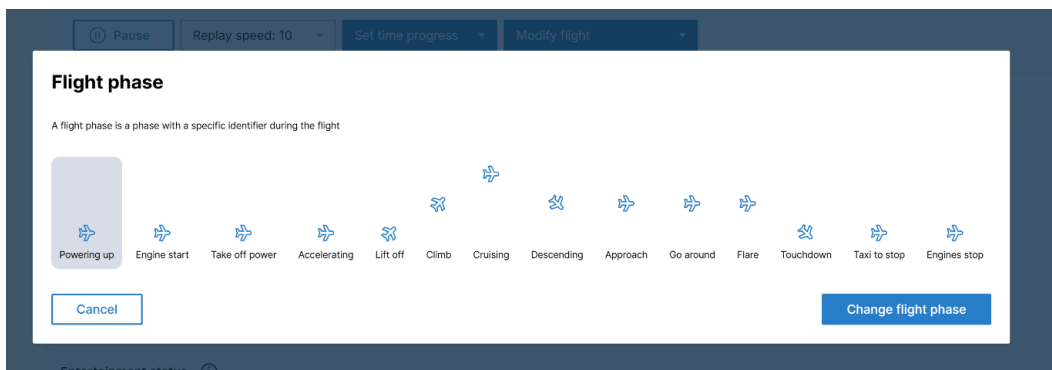 Pause
Replay speed: 10
Set time progress
Modify flight
Flight phase
A flight phase is a phase with a specific identifier during the flight
Powering up
Engine start
Take off power
Accelerating
Lift off
Climb
Cruising
Descending
Approach
Go around
Flare
Touchdown
Taxi to stop
Engines stop
Cancel
Change flight phase
Entertainment status